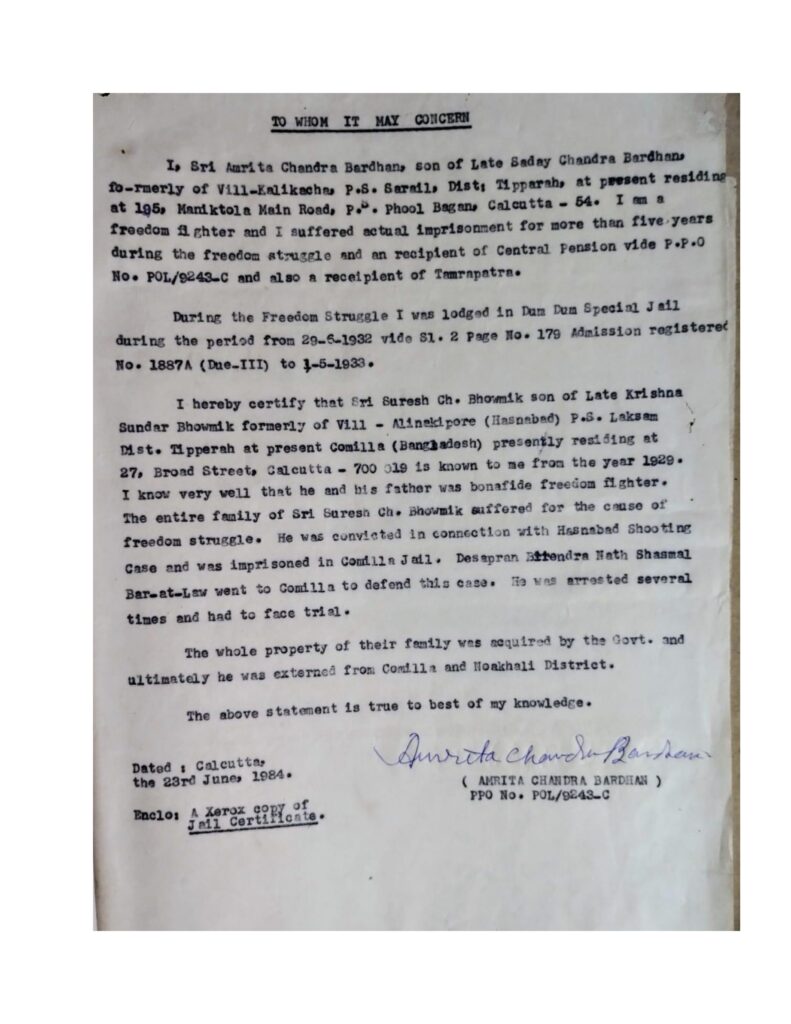 TO WHOM IT MAY CONCERN
I, Sri Amrita Chandra Bardhan, son of Late Saday Chandra Bardhan,
fo-rmerly of Vill-Kalikacha, P.S. Sarail, Dist: Tipparah, at present residing
at 195, Maniktola Main Road, P.S. Phool Bagan, Calcutta - 54. I am a
freedom fighter and I suffered actual imprisonment for more than five years
during the freedom struggle and an recipient of Central Pension vide P.P.O
No. POL/9243-C and also a receipient of Tamrapatra.
During the Freedom Struggle I was lodged in Dum Dum Special Jail
during the period from 29-6-1932 vide Sl. 2 Page No. 179 Admission registered
No. 1887A (Due-III) to 1-5-1933.
I hereby certify that Sri Suresh Ch. Bhowmik son of Late Krishna
Sundar Bhowmik formerly of Vill - Alinakipore (Hasnabad) P.S. Laksam
Dist. Tipperah at present Comilla (Bangladesh) presently residing at
27, Broad Street, Calcutta - 700 019 is known to me from the year 1929.
I know very well that he and his father was bonafide freedom fighter.
The entire family of Sri Suresh Ch. Bhowmik suffered for the cause of
freedom struggle. He was convicted in connection with Hasnabad Shooting
Case and was imprisoned in Comilla Jail. Desapran Nath Shasmal
Bar-at-Law went to Comilla to defend this case. He was arrested several
times and had to face trial.
The whole property of their family was acquired by the Govt. and
ultimately he was externed from Comilla and Noakhali District.
The above statement is true to best of my knowledge.
Amrita Chandra Bardhan
Dated : Calcutta,
the 23rd June, 1984.
( AMRITA CHANDRA BARDHAN )
PPO No. POL/9243-C
Enclo: A Xerox copy of
Jail Certificate.